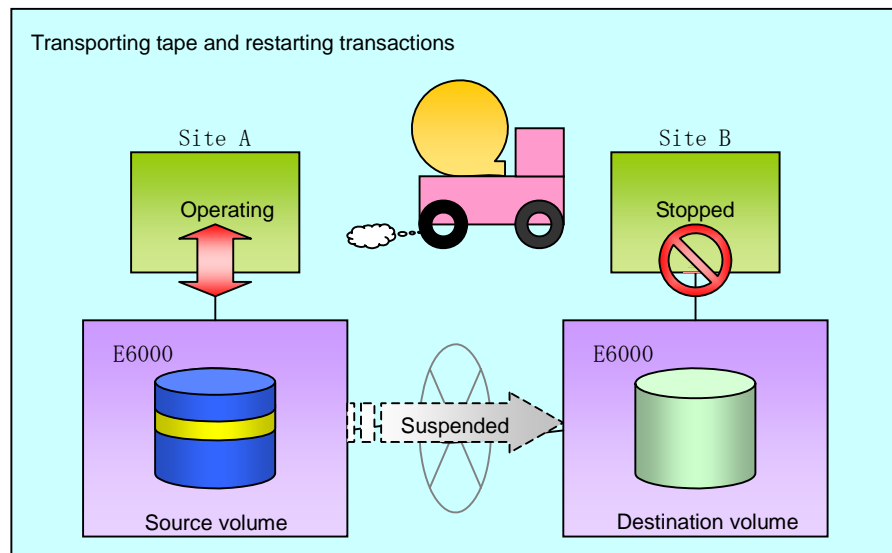 Transporting tape and restarting transactions
Site A
Site B
Operating
Stopped
E6000
E6000
Suspended
Source volume
Destination volume